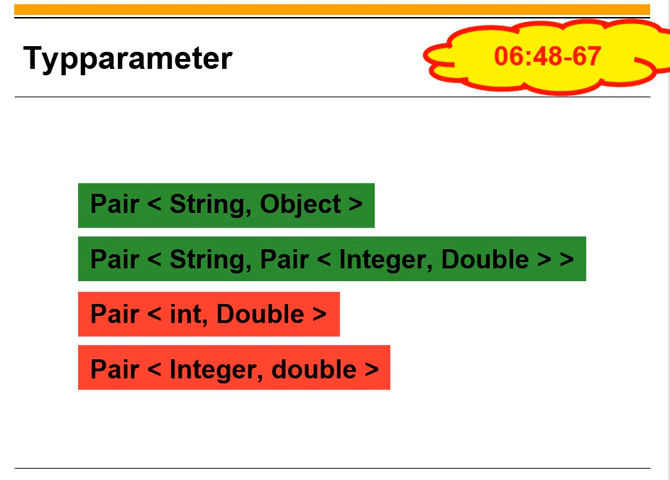 Typparameter
06:48-67
Pair < String, Object >
Pair < String, Pair < Integer, Double > >
Pair < int, Double >
Pair < Integer, double >